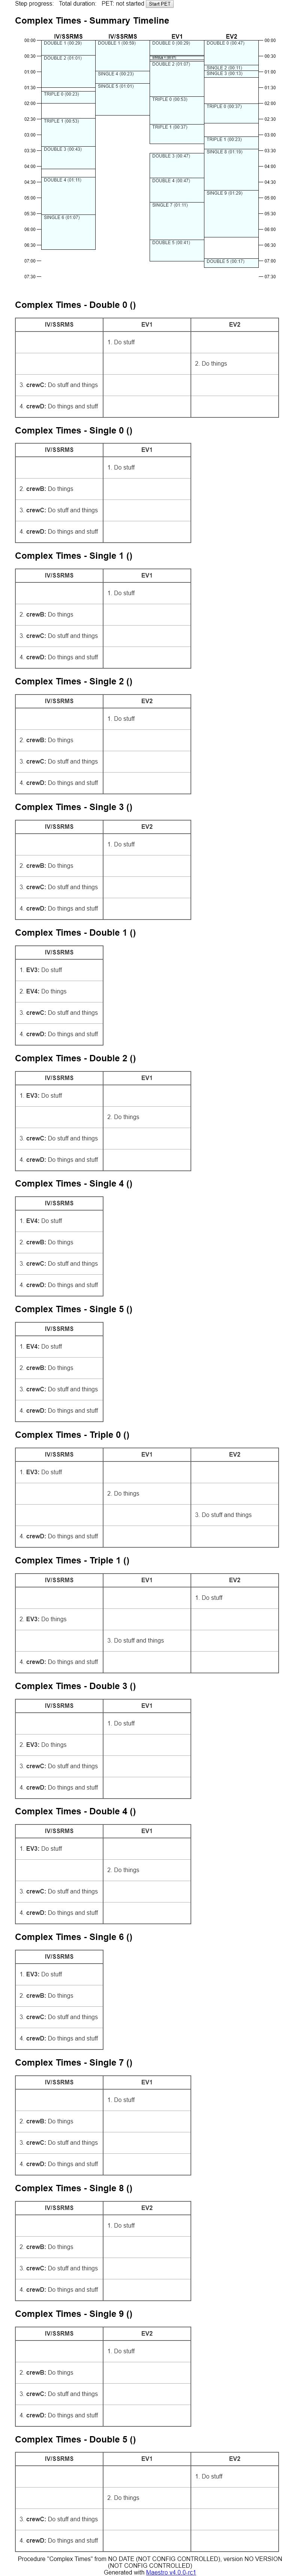 Step progress: Total duration: PET: not started Start PET
Complex Times - Summary Timeline
IV/SSRMS IV/SSRMS EV1 EV2
00:00 DOUBLE 1 (00:29) DOUBLE 1 (00:59) DOUBLE 0 (00:29) DOUBLE 0 (00:47) 00:00
00:30 DOUBLE 2 (01:01) 00:30
DOUBLE 2 (01:07) SINGLE 2 (00:11)
01:00 SINGLE 4 (00:23) SINGLE 3 (00:13) 01:00
01:30 SINGLE 5 (01:01) 01:30
TRIPLE 0 (00:23) TRIPLE 0 (00:53)
02:00 TRIPLE 0 (00:37) 02:00
02:30 TRIPLE 1 (00:53) TRIPLE 1 (00:37) 02:30
03:00 TRIPLE 1 (00:23) 03:00
03:30 DOUBLE 3 (00:43) DOUBLE 3 (00:47) SINGLE 8 (01:19) 03:30
04:00 04:00
04:30 DOUBLE 4 (01:11) DOUBLE 4 (00:47) 04:30
05:00 SINGLE 9 (01:29) 05:00
SINGLE 7 (01:11)
05:30 SINGLE 6 (01:07) 05:30
06:00 06:00
06:30 DOUBLE 5 (00:41) 06:30
07:00 DOUBLE 5 (00:17) 07:00
07:30 07:30
Complex Times - Double 0 ()
IV/SSRMS EV1 EV2
1. Do stuff
2. Do things
3. crewC: Do stuff and things
4. crewD: Do things and stuff
Complex Times - Single 0 ()
IV/SSRMS EV1
1. Do stuff
2. crewB: Do things
3. crewC: Do stuff and things
4. crewD: Do things and stuff
Complex Times - Single 1 ()
IV/SSRMS EV1
1. Do stuff
2. crewB: Do things
3. crewC: Do stuff and things
4. crewD: Do things and stuff
Complex Times - Single 2 ()
IV/SSRMS EV2
1. Do stuff
2. crewB: Do things
3. crewC: Do stuff and things
4. crewD: Do things and stuff
Complex Times - Single 3 ()
IV/SSRMS EV2
1. Do stuff
2. crewB: Do things
3. crewC: Do stuff and things
4. crewD: Do things and stuff
Complex Times - Double 1 ()
IV/SSRMS
1. EV3: Do stuff
2. EV4: Do things
3. crewC: Do stuff and things
4. crewD: Do things and stuff
Complex Times - Double 2 ()
IV/SSRMS EV1
1. EV3: Do stuff
2. Do things
3. crewC: Do stuff and things
4. crewD: Do things and stuff
Complex Times - Single 4 ()
IV/SSRMS
1. EV4: Do stuff
2. crewB: Do things
3. crewC: Do stuff and things
4. crewD: Do things and stuff
Complex Times - Single 5 ()
IV/SSRMS
1. EV4: Do stuff
2. crewB: Do things
3. crewC: Do stuff and things
4. crewD: Do things and stuff
Complex Times - Triple 0 ()
IV/SSRMS EV1 EV2
1. EV3: Do stuff
2. Do things
3. Do stuff and things
4. crewD: Do things and stuff
Complex Times - Triple 1 ()
IV/SSRMS EV1 EV2
1. Do stuff
2. EV3: Do things
3. Do stuff and things
4. crewD: Do things and stuff
Complex Times - Double 3 ()
IV/SSRMS EV1
1. Do stuff
2. EV3: Do things
3. crewC: Do stuff and things
4. crewD: Do things and stuff
Complex Times - Double 4 ()
IV/SSRMS EV1
1. EV3: Do stuff
2. Do things
3. crewC: Do stuff and things
4. crewD: Do things and stuff
Complex Times - Single 6 ()
IV/SSRMS
1. EV3: Do stuff
2. crewB: Do things
3. crewC: Do stuff and things
4. crewD: Do things and stuff
Complex Times - Single 7 ()
IV/SSRMS EV1
1. Do stuff
2. crewB: Do things
3. crewC: Do stuff and things
4. crewD: Do things and stuff
Complex Times - Single 8 ()
IV/SSRMS EV2
1. Do stuff
2. crewB: Do things
3. crewC: Do stuff and things
4. crewD: Do things and stuff
Complex Times - Single 9 ()
IV/SSRMS EV2
1. Do stuff
2. crewB: Do things
3. crewC: Do stuff and things
4. crewD: Do things and stuff
Complex Times - Double 5 ()
IV/SSRMS EV1 EV2
1. Do stuff
2. Do things
3. crewC: Do stuff and things
4. crewD: Do things and stuff
Procedure "Complex Times" from NO DATE (NOT CONFIG CONTROLLED), version NO VERSION
(NOT CONFIG CONTROLLED)
Generated with Maestro v4.0.0-rc1